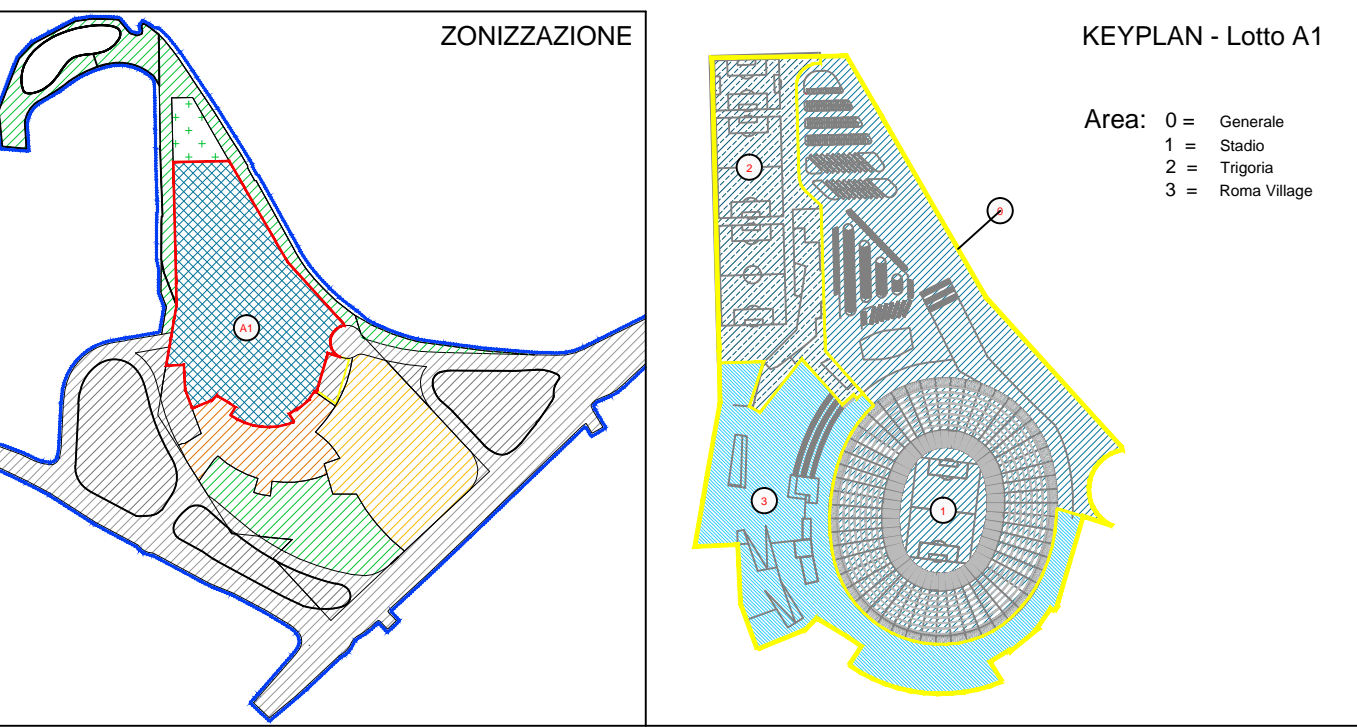 ZONIZZAZIONE
A1
KEYPLAN - Lotto A1
Area: 0 = Generale
1 = Stadio
2 = Trigoria
3 = Roma Village
2
0
3
1